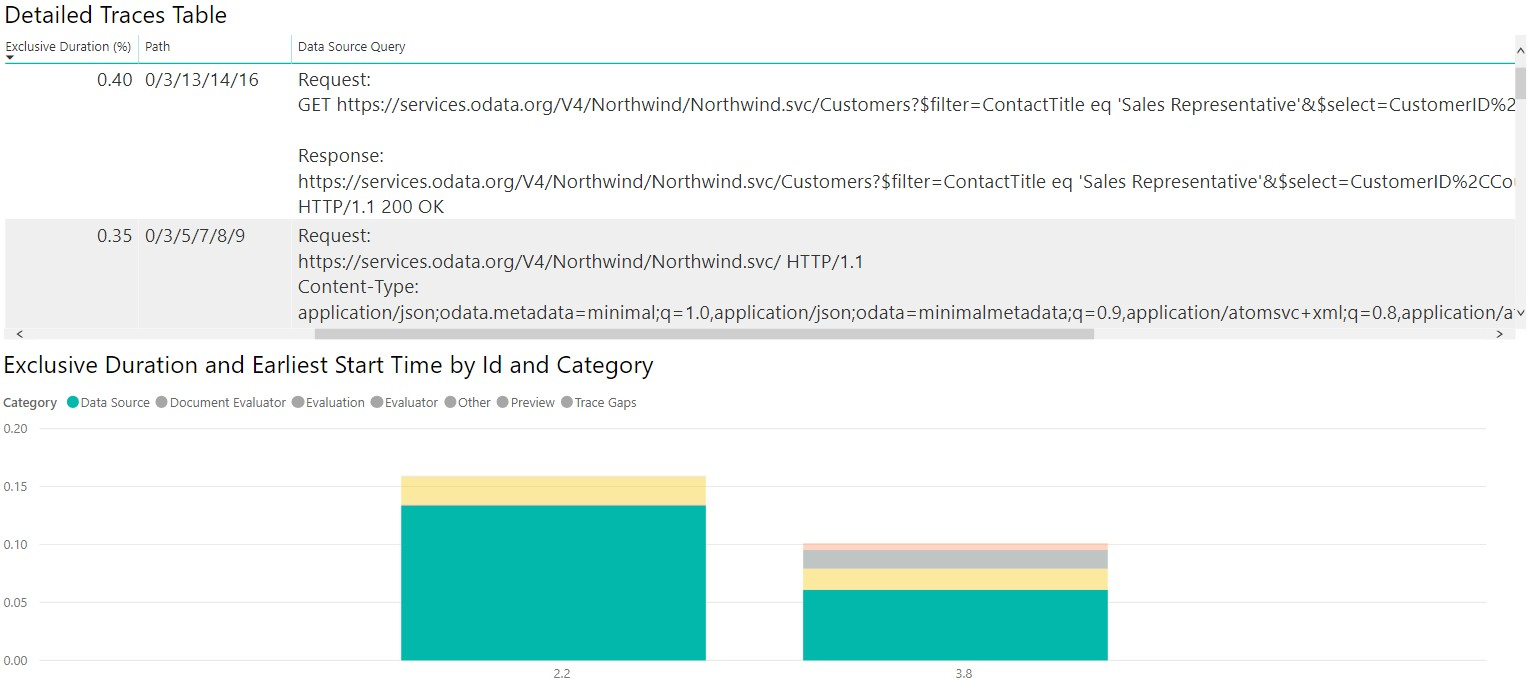 Detailed Traces Table
Exclusive Duration (%) Path Data Source Query
0.40 0/3/13/14/16 Request:
GET https://services.odata.org/V4/Northwind/Northwind.svc/Customers?$filter=ContactTitle eq 'Sales Representative'&$select=CustomerID%2
Response:
https://services.odata.org/V4/Northwind/Northwind.svc/Customers?$filter=ContactTitle eq 'Sales Representative'&$select=CustomerID%2CCo
HTTP/1.1 200 OK
0.35 0/3/5/7/8/9 Request:
https://services.odata.org/V4/Northwind/Northwind.svc/ HTTP/1.1
Content-Type:
application/json;odata.metadata=minimal;q=1.0,application/json;odata=minimalmetadata;q=0.9,application/atomsvc+xml;q=0.8,application/a
Exclusive Duration and Earliest Start Time by Id and Category
Category Data Source Document Evaluator Evaluation Evaluator Other Preview Trace Gaps
0.20
0.15
0.10
0.05
0.00
2.2 3.8